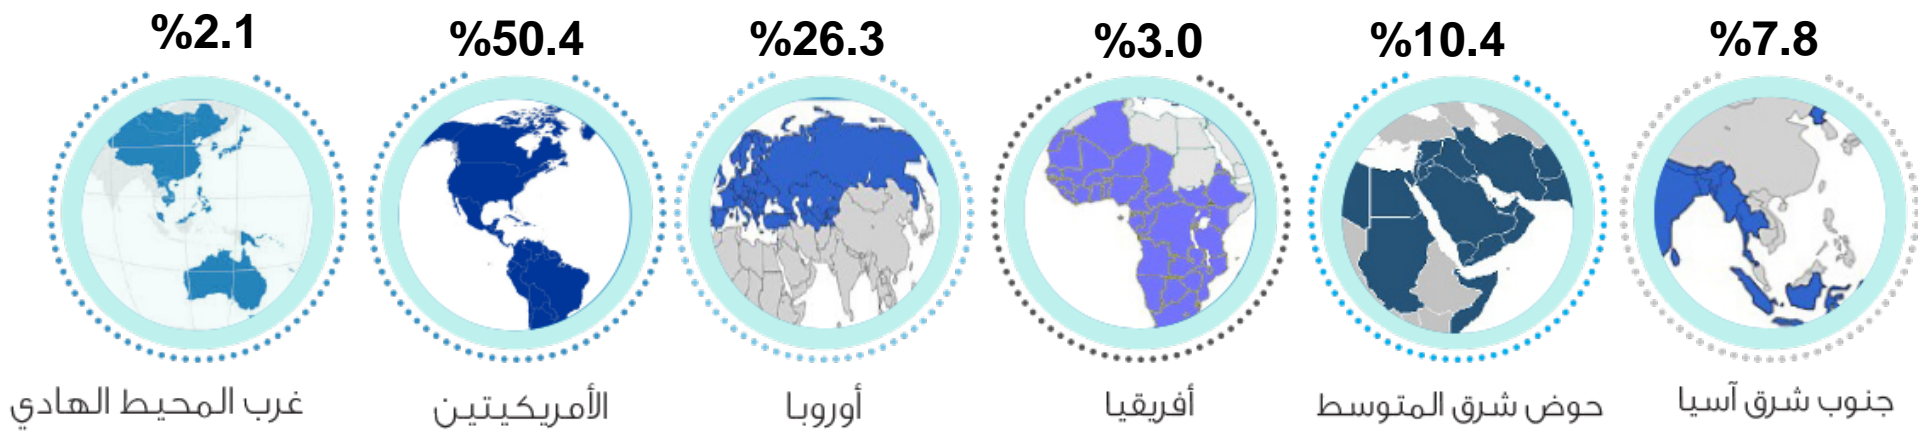 %7.8
%10.4
%3.0
%26.3
%50.4
%2.1
جنوب شرق آسيا
حوض شرق المتوسط
أفريقيا
أوروبا
الأمريكيتين
غرب المحيط الهادي